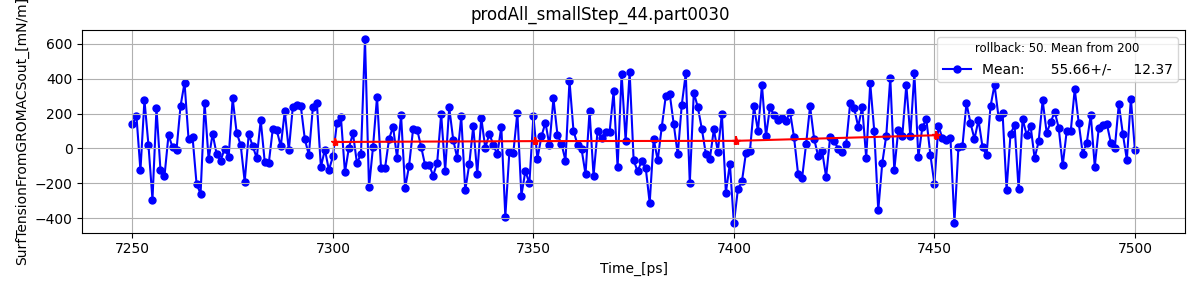 prodAll_smallStep_44.part0030
SurfTensionFromGROMACSout_[mN/m]
600
400
200
0
−200
−400
rollback: 50. Mean from 200
Mean: 55.66+/- 12.37
7250 7300 7350 7400 7450 7500
Time_[ps]